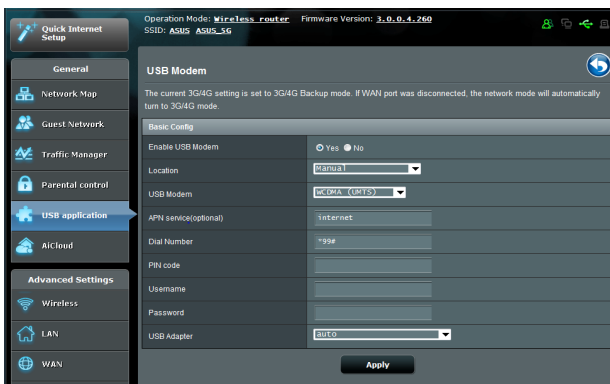 Operation Mode: Wireless router Firmware Version: 3.0.0.4.260
SSID: ASUS ASUS_5G
Quick Internet
Setup
General
Network Map
Guest Network
Traffic Manager
Parental control
USB application
AiCloud
Advanced Settings
Wireless
LAN
WAN
USB Modem
The current 3G/4G setting is set to 3G/4G Backup mode. If WAN port was disconnected, the network mode will automatically
turn to 3G/4G mode.
Basic Config
Enable USB Modem Yes No
Location Manual
USB Modem WCDMA (UMTS)
APN service(optional) internet
Dial Number *99#
PIN code
Username
Password
USB Adapter auto
Apply